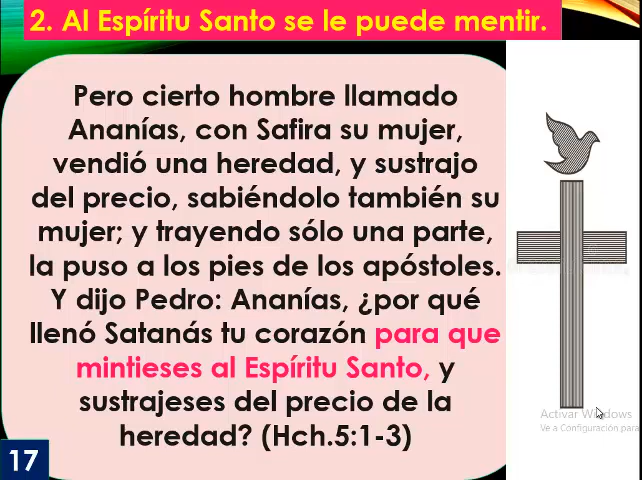 2. Al Espíritu Santo se le puede mentir.
Pero cierto hombre llamado
Ananías, con Safira su mujer,
vendió una heredad, y sustrajo
del precio, sabiéndolo también su
mujer; y trayendo sólo una parte,
la puso a los pies de los apóstoles.
Y dijo Pedro: Ananías, ¿por qué
llenó Satanás tu corazón para que
mintieses al Espíritu Santo, y
sustrajeses del precio de la
heredad? (Hch.5:1-3)
Activar Windows
Ve a Configuración para
17